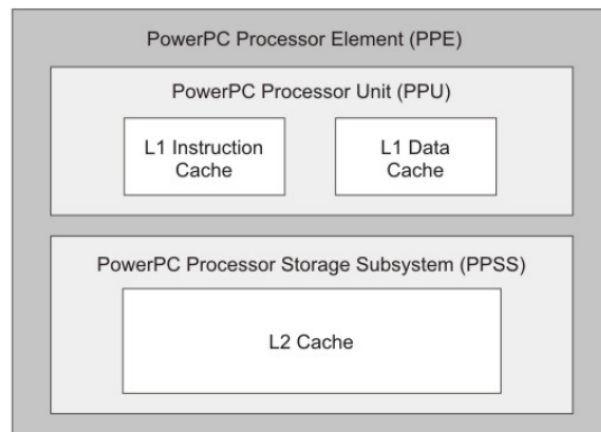 PowerPC Processor Element (PPE)
PowerPC Processor Unit (PPU)
L1 Instruction
Cache
L1 Data
Cache
PowerPC Processor Storage Subsystem (PPSS)
L2 Cache